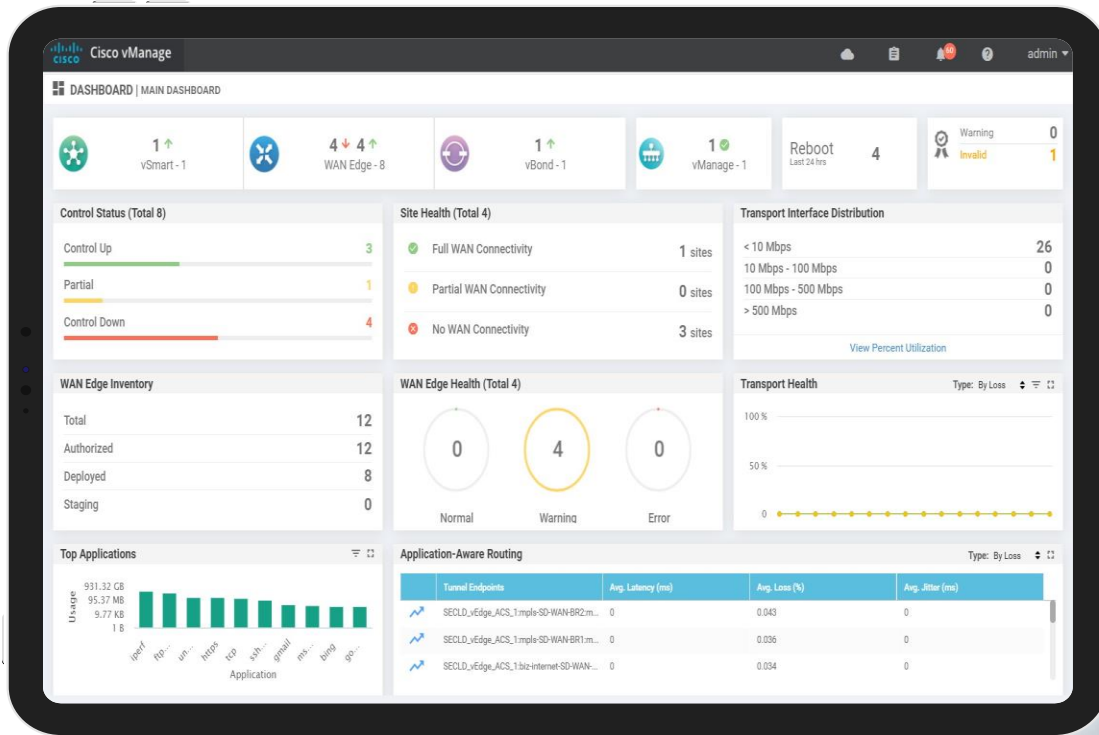 cisco Cisco vManage 50 admin
DASHBOARD | MAIN DASHBOARD
1 4 4 1 1 Reboot 4 Warning 0
vSmart - 1 WAN Edge - 8 vBond - 1 vManage - 1 Last 24 hrs Invalid 1
Control Status (Total 8)
Control Up 3
Partial 1
Control Down 4
Site Health (Total 4)
Full WAN Connectivity 1 sites
Partial WAN Connectivity 0 sites
No WAN Connectivity 3 sites
Transport Interface Distribution
< 10 Mbps 26
10 Mbps - 100 Mbps 0
100 Mbps - 500 Mbps 0
> 500 Mbps 0
View Percent Utilization
WAN Edge Inventory
Total 12
Authorized 12
Deployed 8
Staging 0
WAN Edge Health (Total 4)
0 4 0
Normal Warning Error
Transport Health Type: By Loss
100 %
50 %
0
Top Applications
Usage
931.32 GB
95.37 MB
9.77 KB
1 B
iperf ftp... un... https tcp ssh... gmail ms... bing go...
Application
Application-Aware Routing Type: By Loss
Tunnel Endpoints Avg. Latency (ms) Avg. Loss (%) Avg. Jitter (ms)
SECLD_vEdge_ACS_1:mpls-SD-WAN-BR2:m... 0 0.043 0
SECLD_vEdge_ACS_1:mpls-SD-WAN-BR1:m... 0 0.036 0
SECLD_vEdge_ACS_1:biz-internet-SD-WAN-... 0 0.034 0